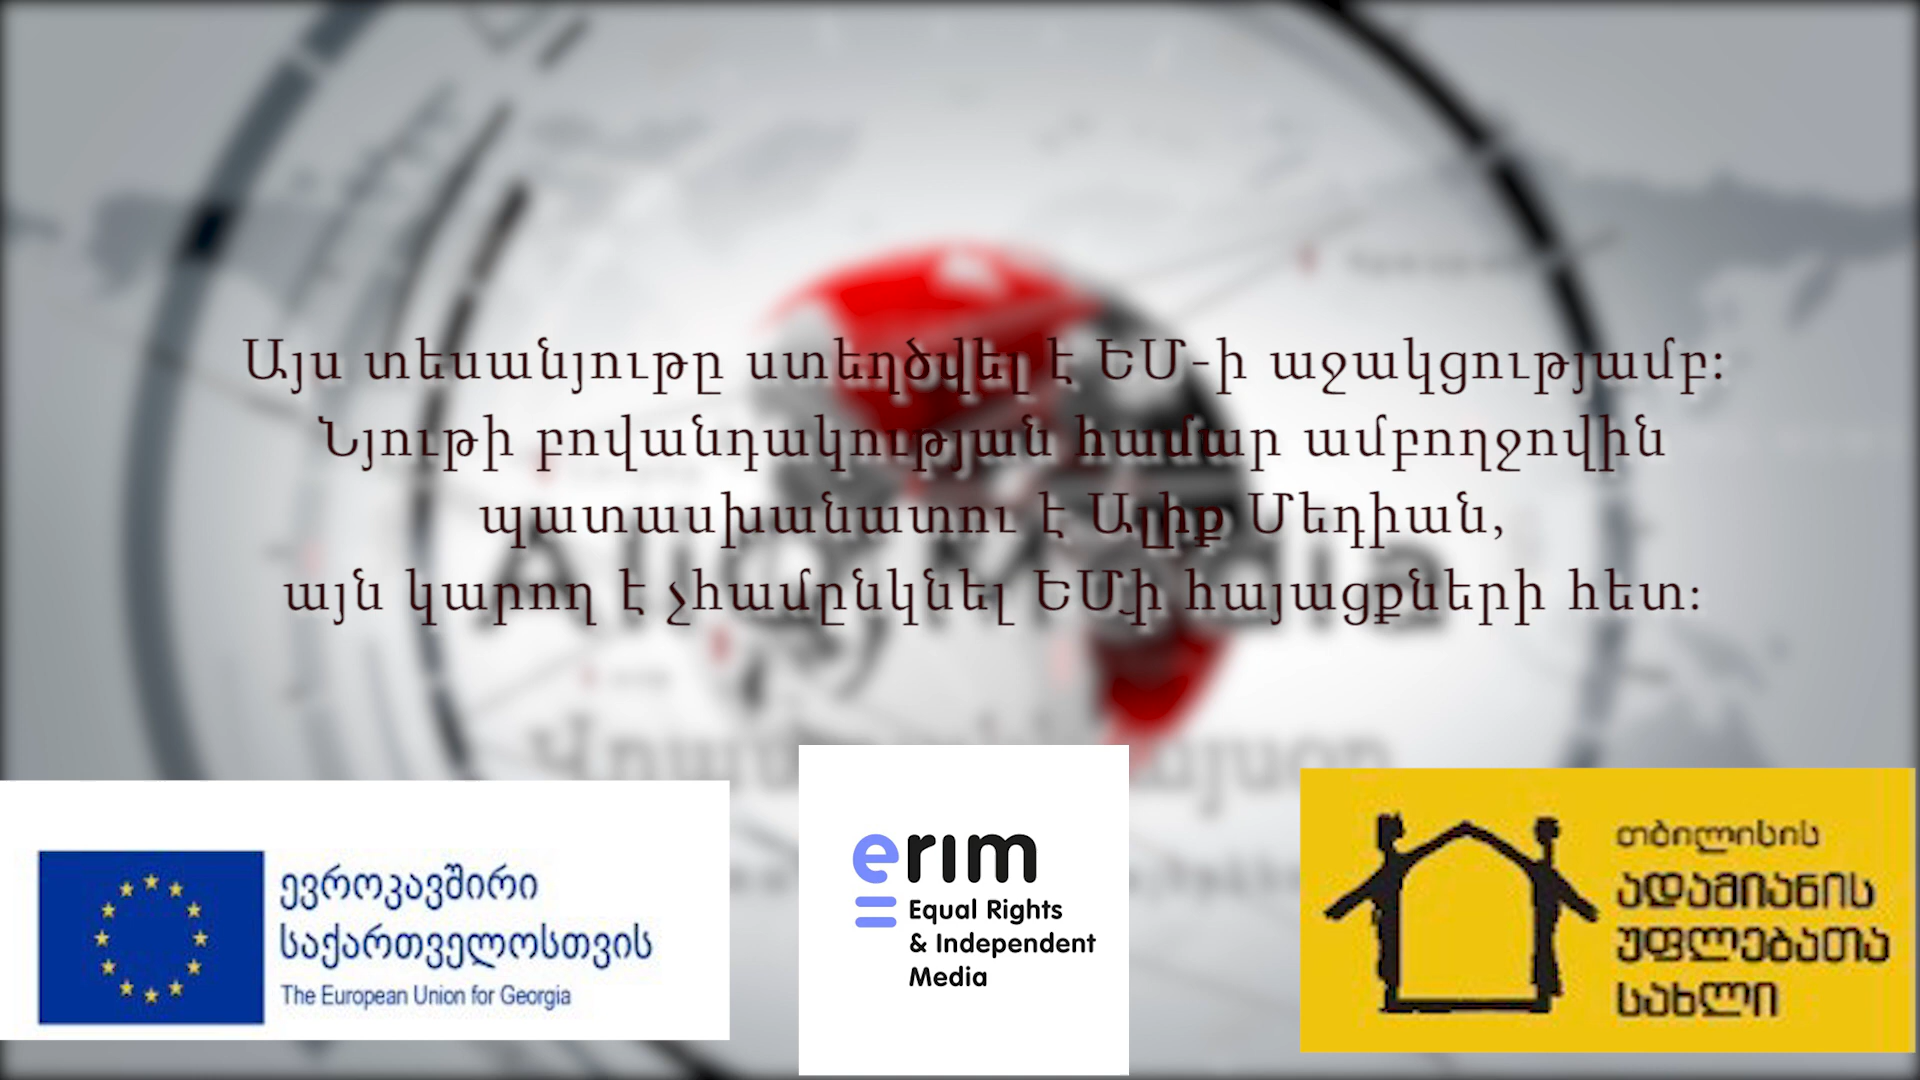 Այս տեսանյութը ստեղծվել է ԵՄ-ի աջակցությամբ:
Նյութի բովանդակության համար ամբողջովին
պատասխանատու է Ալիք Մեդիան,
այն կարող է չհամընկնել ԵՄ-ի հայացքների հետ:
ევროკავშირი
საქართველოსთვის
The European Union for Georgia
erim
Equal Rights
& Independent
Media
თბილისის
ადამიანის
უფლებათა
სახლი